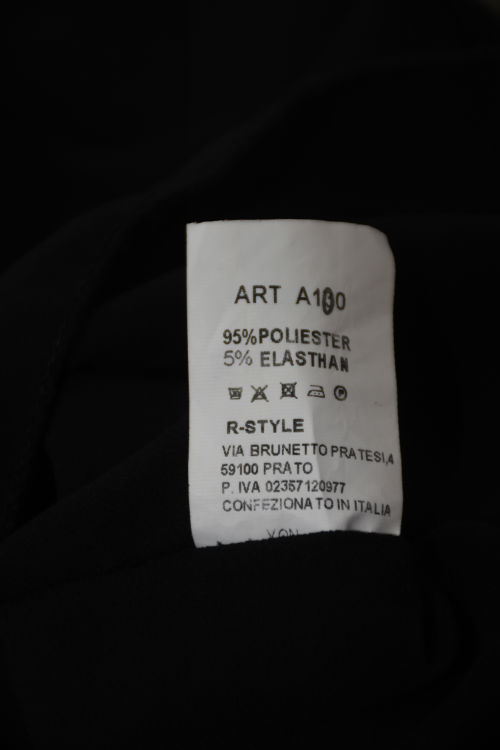 ART A100
95%POLIESTER
5% ELASTHAN
R-STYLE
VIA BRUNETTO PRATESI,4
59100 PRATO
P. IVA 02357120977
CONFEZIONATO IN ITALIA